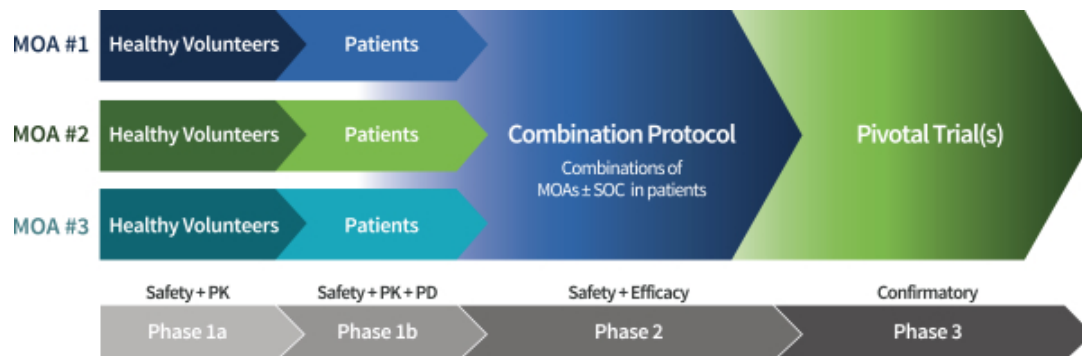 MOA #1 Healthy Volunteers Patients
MOA #2 Healthy Volunteers Patients Combination Protocol Pivotal Trial(s)
Combinations of
MOAs ± SOC in patients
MOA #3 Healthy Volunteers Patients
Safety + PK Safety + PK + PD Safety + Efficacy Confirmatory
Phase 1a Phase 1b Phase 2 Phase 3